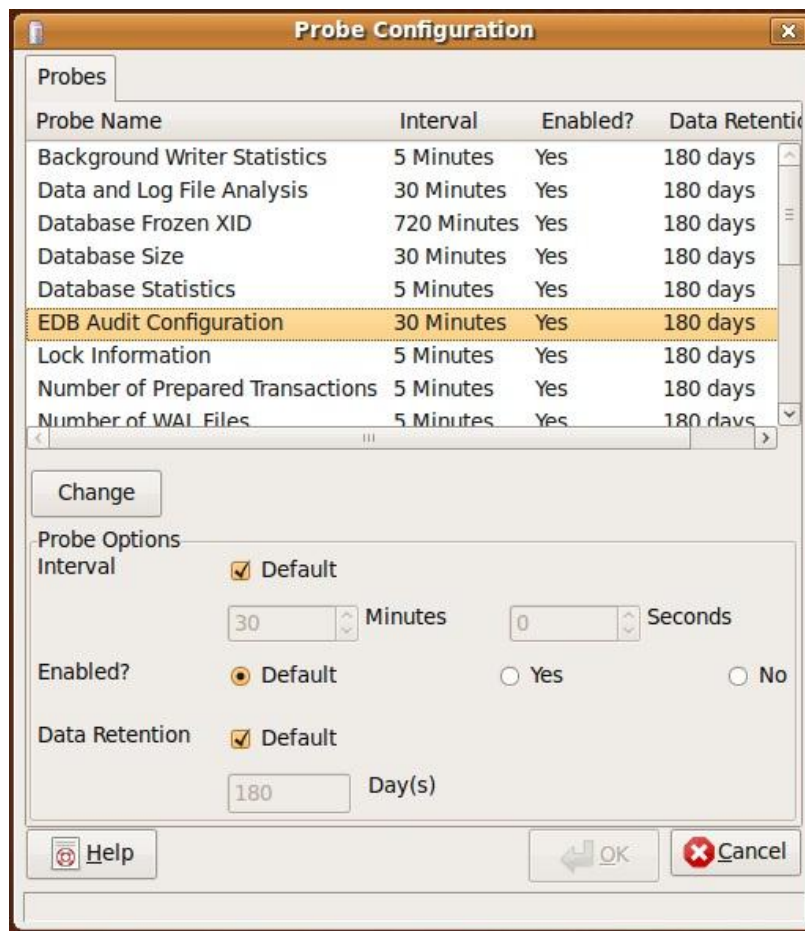 Probe Configuration
Probes
Probe Name Interval Enabled? Data Retentio
Background Writer Statistics 5 Minutes Yes 180 days
Data and Log File Analysis 30 Minutes Yes 180 days
Database Frozen XID 720 Minutes Yes 180 days
Database Size 30 Minutes Yes 180 days
Database Statistics 5 Minutes Yes 180 days
EDB Audit Configuration 30 Minutes Yes 180 days
Lock Information 5 Minutes Yes 180 days
Number of Prepared Transactions 5 Minutes Yes 180 days
Number of WAL Files 5 Minutes Yes 180 days
Change
Probe Options
Interval Default
30 Minutes 0 Seconds
Enabled? Default Yes No
Data Retention Default
180 Day(s)
Help OK Cancel